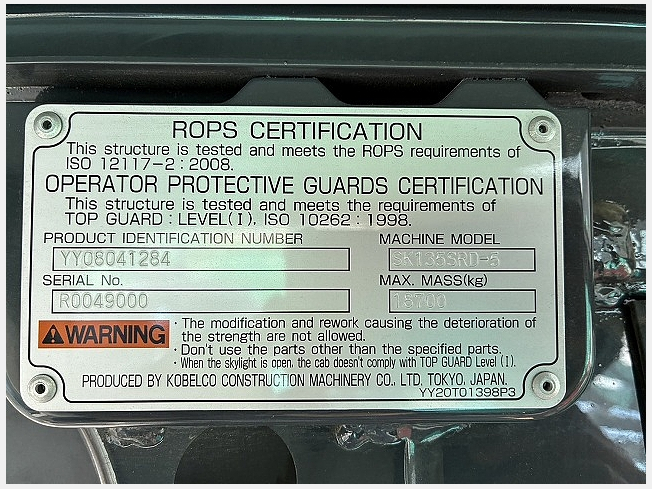 ROPS CERTIFICATION
This structure is tested and meets the ROPS requirements of
ISO 12117-2 : 2008.
OPERATOR PROTECTIVE GUARDS CERTIFICATION
This structure is tested and meets the requirements of
TOP GUARD : LEVEL(I), ISO 10262 : 1998.
PRODUCT IDENTIFICATION NUMBER
YY08041284
MACHINE MODEL
SK135SRD-5
SERIAL No.
R0049000
MAX. MASS(kg)
15700
WARNING
· The modification and rework causing the deterioration of
the strength are not allowed.
· Don't use the parts other than the specified parts.
· When the skylight is open, the cab doesn't comply with TOP GUARD Level (I).
PRODUCED BY KOBELCO CONSTRUCTION MACHINERY CO., LTD. TOKYO, JAPAN.
YY20T01398P3